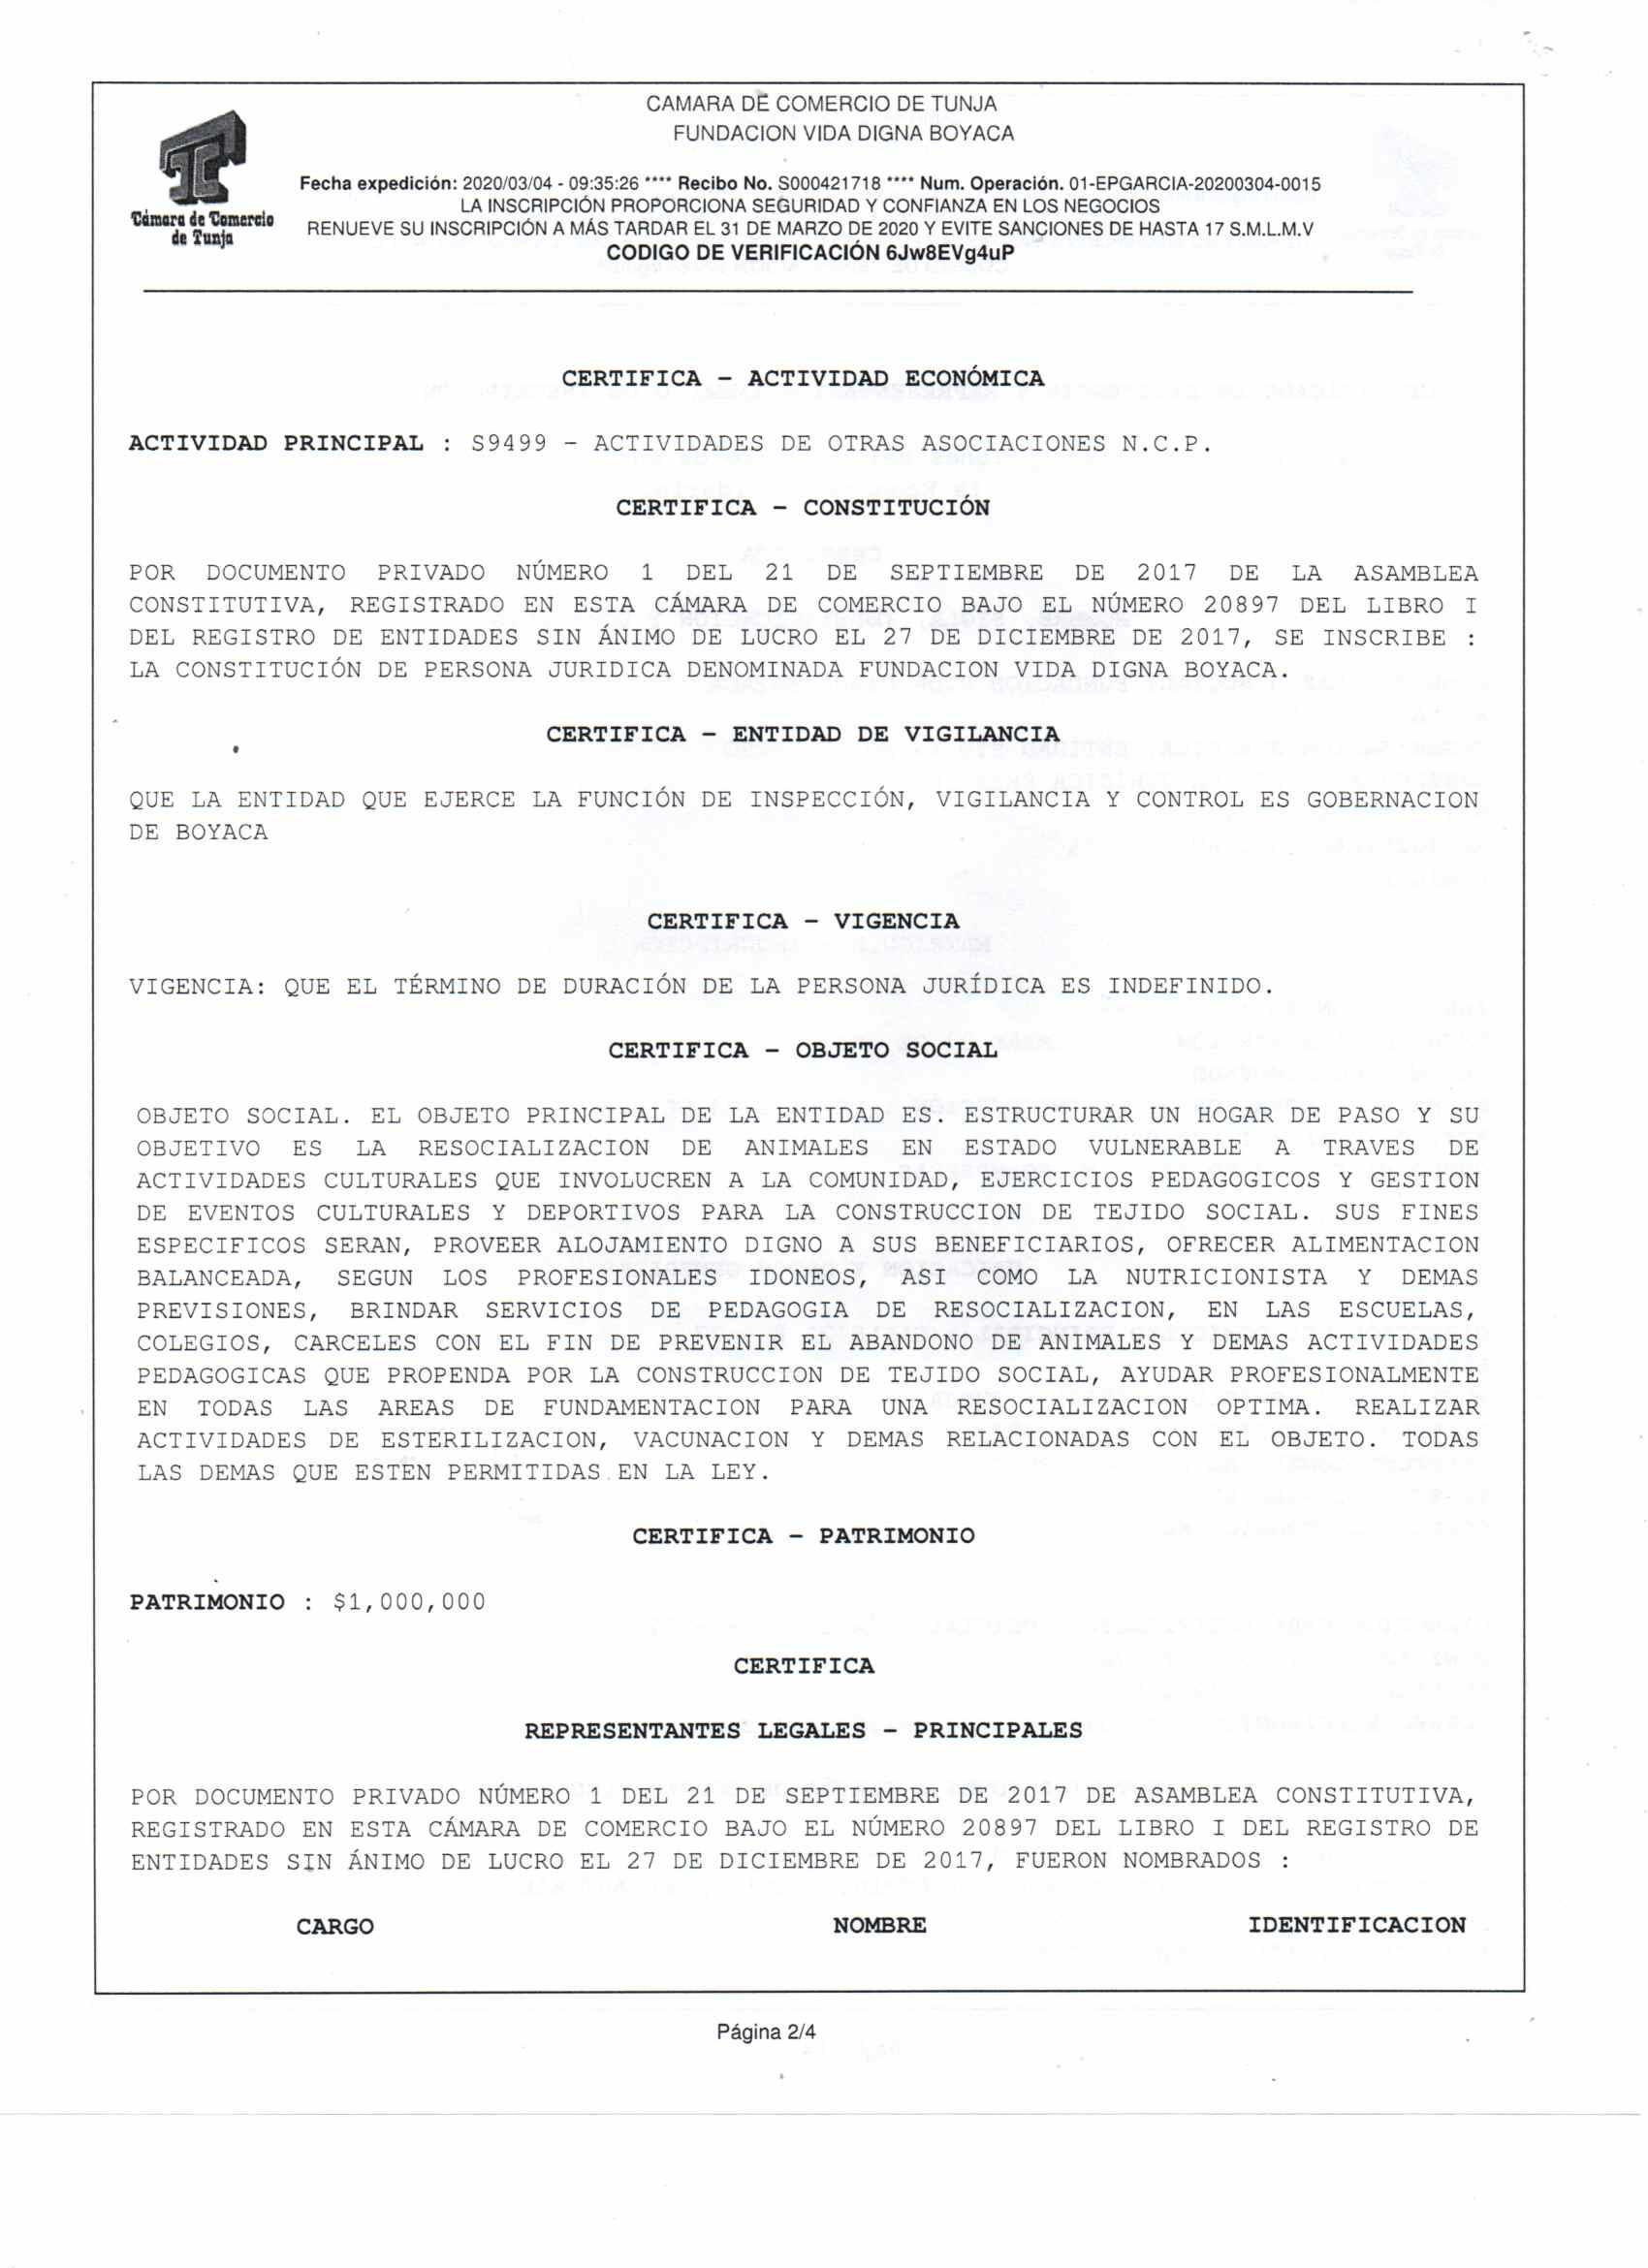 CAMARA DE COMERCIO DE TUNJA
FUNDACION VIDA DIGNA BOYACA
Cámara de Comercio
de Tunja
Fecha expedición: 2020/03/04 - 09:35:26 **** Recibo No. S000421718 **** Num. Operación. 01-EPGARCIA-20200304-0015
LA INSCRIPCIÓN PROPORCIONA SEGURIDAD Y CONFIANZA EN LOS NEGOCIOS
RENUEVE SU INSCRIPCIÓN A MÁS TARDAR EL 31 DE MARZO DE 2020 Y EVITE SANCIONES DE HASTA 17 S.M.L.M.V
CODIGO DE VERIFICACIÓN 6Jw8EVg4uP
CERTIFICA - ACTIVIDAD ECONÓMICA
ACTIVIDAD PRINCIPAL : S9499 - ACTIVIDADES DE OTRAS ASOCIACIONES N.C.P.
CERTIFICA - CONSTITUCIÓN
POR DOCUMENTO PRIVADO NÚMERO 1 DEL 21 DE SEPTIEMBRE DE 2017 DE LA ASAMBLEA
CONSTITUTIVA, REGISTRADO EN ESTA CÁMARA DE COMERCIO BAJO EL NÚMERO 20897 DEL LIBRO I
DEL REGISTRO DE ENTIDADES SIN ÁNIMO DE LUCRO EL 27 DE DICIEMBRE DE 2017, SE INSCRIBE :
LA CONSTITUCIÓN DE PERSONA JURIDICA DENOMINADA FUNDACION VIDA DIGNA BOYACA.
CERTIFICA - ENTIDAD DE VIGILANCIA
QUE LA ENTIDAD QUE EJERCE LA FUNCIÓN DE INSPECCIÓN, VIGILANCIA Y CONTROL ES GOBERNACION
DE BOYACA
CERTIFICA - VIGENCIA
VIGENCIA: QUE EL TÉRMINO DE DURACIÓN DE LA PERSONA JURÍDICA ES INDEFINIDO.
CERTIFICA - OBJETO SOCIAL
OBJETO SOCIAL. EL OBJETO PRINCIPAL DE LA ENTIDAD ES: ESTRUCTURAR UN HOGAR DE PASO Y SU
OBJETIVO ES LA RESOCIALIZACION DE ANIMALES EN ESTADO VULNERABLE A TRAVES DE
ACTIVIDADES CULTURALES QUE INVOLUCREN A LA COMUNIDAD, EJERCICIOS PEDAGOGICOS Y GESTION
DE EVENTOS CULTURALES Y DEPORTIVOS PARA LA CONSTRUCCION DE TEJIDO SOCIAL. SUS FINES
ESPECIFICOS SERAN, PROVEER ALOJAMIENTO DIGNO A SUS BENEFICIARIOS, OFRECER ALIMENTACION
BALANCEADA, SEGUN LOS PROFESIONALES IDONEOS, ASI COMO LA NUTRICIONISTA Y DEMAS
PREVISIONES, BRINDAR SERVICIOS DE PEDAGOGIA DE RESOCIALIZACION, EN LAS ESCUELAS,
COLEGIOS, CARCELES CON EL FIN DE PREVENIR EL ABANDONO DE ANIMALES Y DEMAS ACTIVIDADES
PEDAGOGICAS QUE PROPENDA POR LA CONSTRUCCION DE TEJIDO SOCIAL, AYUDAR PROFESIONALMENTE
EN TODAS LAS AREAS DE FUNDAMENTACION PARA UNA RESOCIALIZACION OPTIMA. REALIZAR
ACTIVIDADES DE ESTERILIZACION, VACUNACION Y DEMAS RELACIONADAS CON EL OBJETO. TODAS
LAS DEMAS QUE ESTEN PERMITIDAS EN LA LEY.
CERTIFICA - PATRIMONIO
PATRIMONIO : $1,000,000
CERTIFICA
REPRESENTANTES LEGALES - PRINCIPALES
POR DOCUMENTO PRIVADO NÚMERO 1 DEL 21 DE SEPTIEMBRE DE 2017 DE ASAMBLEA CONSTITUTIVA,
REGISTRADO EN ESTA CÁMARA DE COMERCIO BAJO EL NÚMERO 20897 DEL LIBRO I DEL REGISTRO DE
ENTIDADES SIN ÁNIMO DE LUCRO EL 27 DE DICIEMBRE DE 2017, FUERON NOMBRADOS :
CARGO NOMBRE IDENTIFICACION
Página 2/4